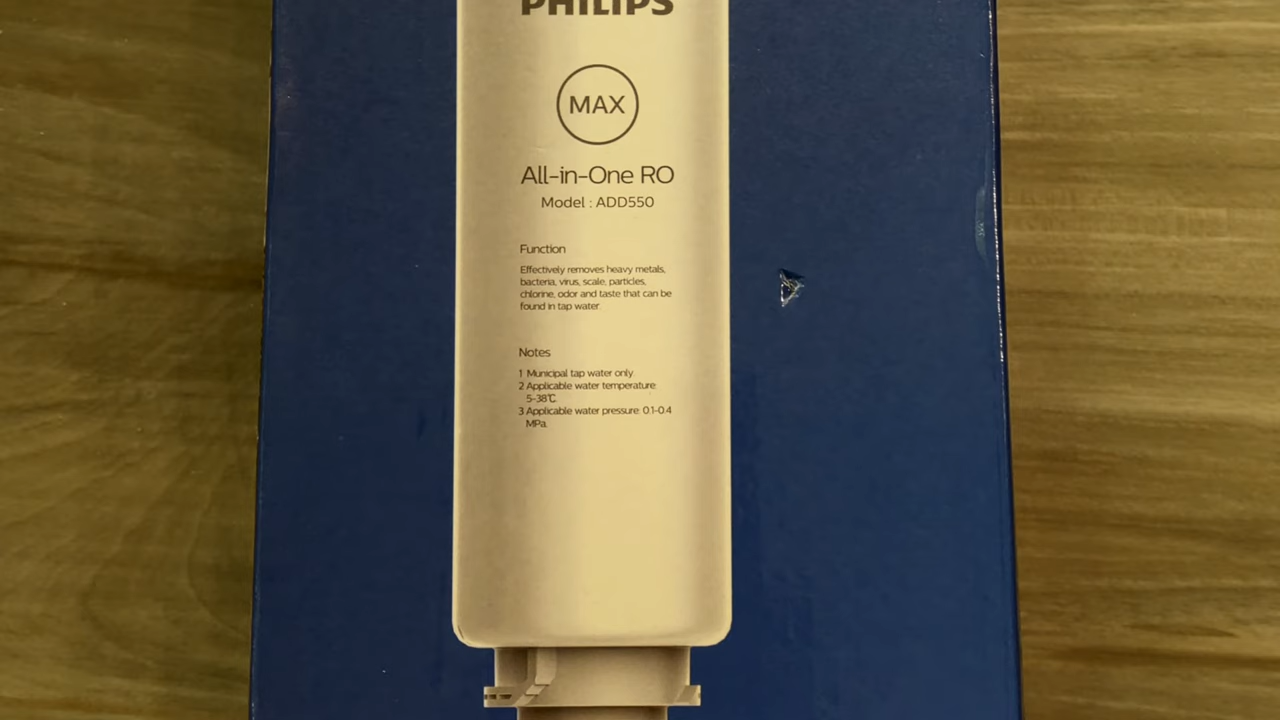 PHILIPS
MAX
All-in-One RO
Model : ADD550
Function
Effectively removes heavy metals,
bacteria, virus, scale, particles,
chlorine, odor and taste that can be
found in tap water.
Notes
1 Municipal tap water only.
2 Applicable water temperature:
5-38℃.
3 Applicable water pressure: 0.1-0.4
MPa.